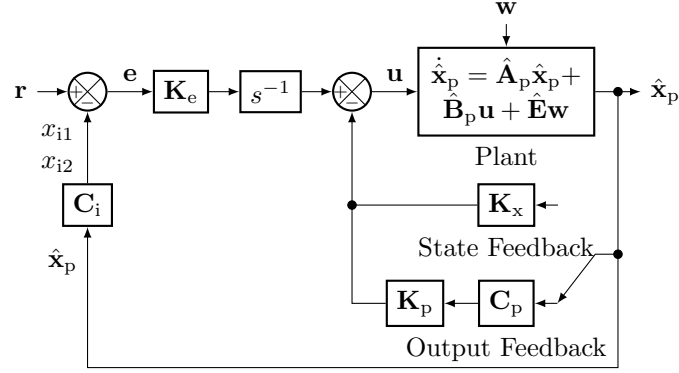 w
r
+
−
e
K_e
s^{-1}
+
−
u
\dot{\hat{x}}_p = \hat{A}_p\hat{x}_p+
\hat{B}_p u + \hat{E}w
\hat{x}_p
Plant
x_{i1}
x_{i2}
C_i
K_x
State Feedback
\hat{x}_p
K_p
C_p
Output Feedback